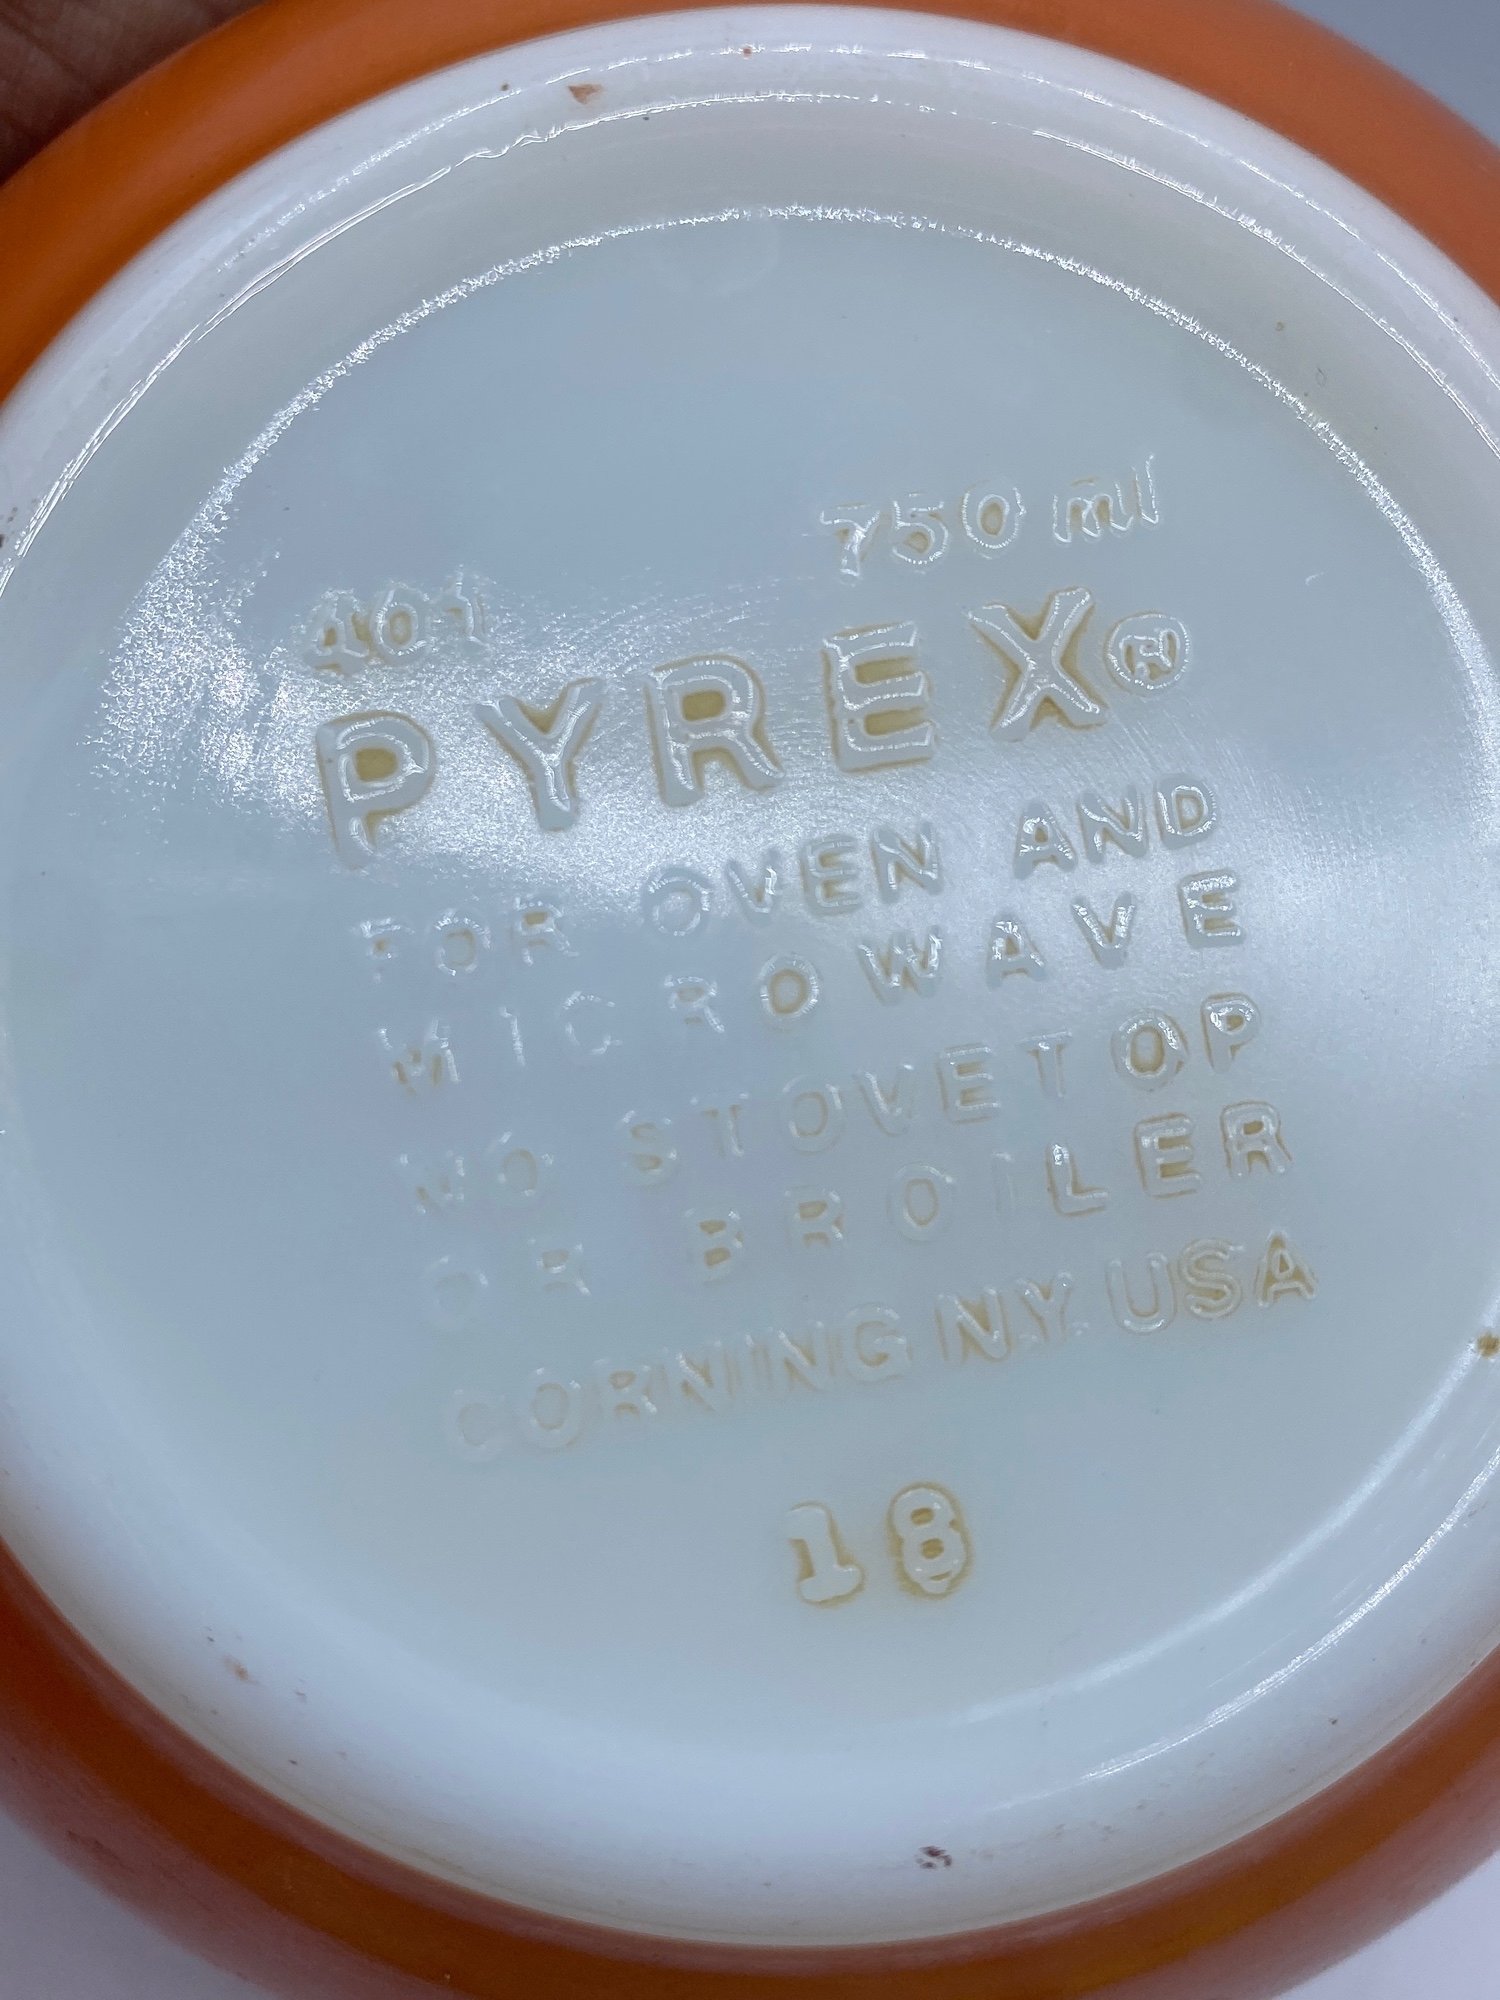 401 750 ml
PYREX®
FOR OVEN AND
MICROWAVE
NO STOVETOP
OR BROILER
CORNING NY USA
18